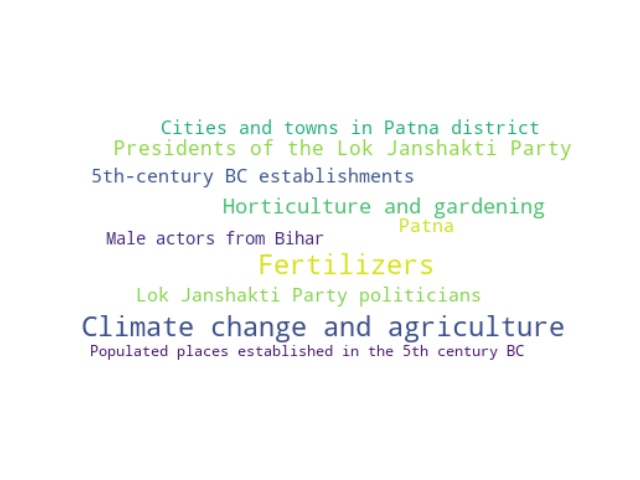 Cities and towns in Patna district
Presidents of the Lok Janshakti Party
5th-century BC establishments
Horticulture and gardening
Patna
Male actors from Bihar
Fertilizers
Lok Janshakti Party politicians
Climate change and agriculture
Populated places established in the 5th century BC